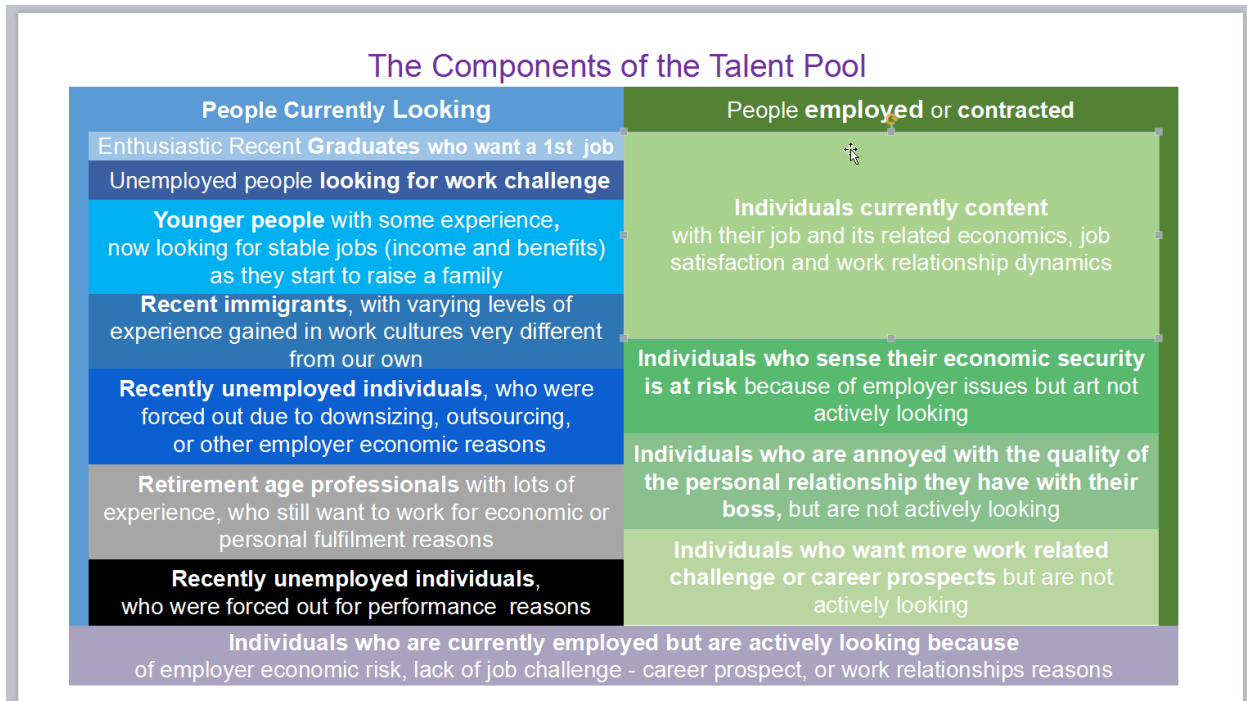 The Components of the Talent Pool
People Currently Looking
Enthusiastic Recent Graduates who want a 1st job
Unemployed people looking for work challenge
Younger people with some experience,
now looking for stable jobs (income and benefits)
as they start to raise a family
Recent immigrants, with varying levels of
experience gained in work cultures very different
from our own
Recently unemployed individuals, who were
forced out due to downsizing, outsourcing,
or other employer economic reasons
Retirement age professionals with lots of
experience, who still want to work for economic or
personal fulfilment reasons
Recently unemployed individuals,
who were forced out for performance reasons
People employed or contracted
Individuals currently content
with their job and its related economics, job
satisfaction and work relationship dynamics
Individuals who sense their economic security
is at risk because of employer issues but art not
actively looking
Individuals who are annoyed with the quality of
the personal relationship they have with their
boss, but are not actively looking
Individuals who want more work related
challenge or career prospects but are not
actively looking
Individuals who are currently employed but are actively looking because
of employer economic risk, lack of job challenge - career prospect, or work relationships reasons